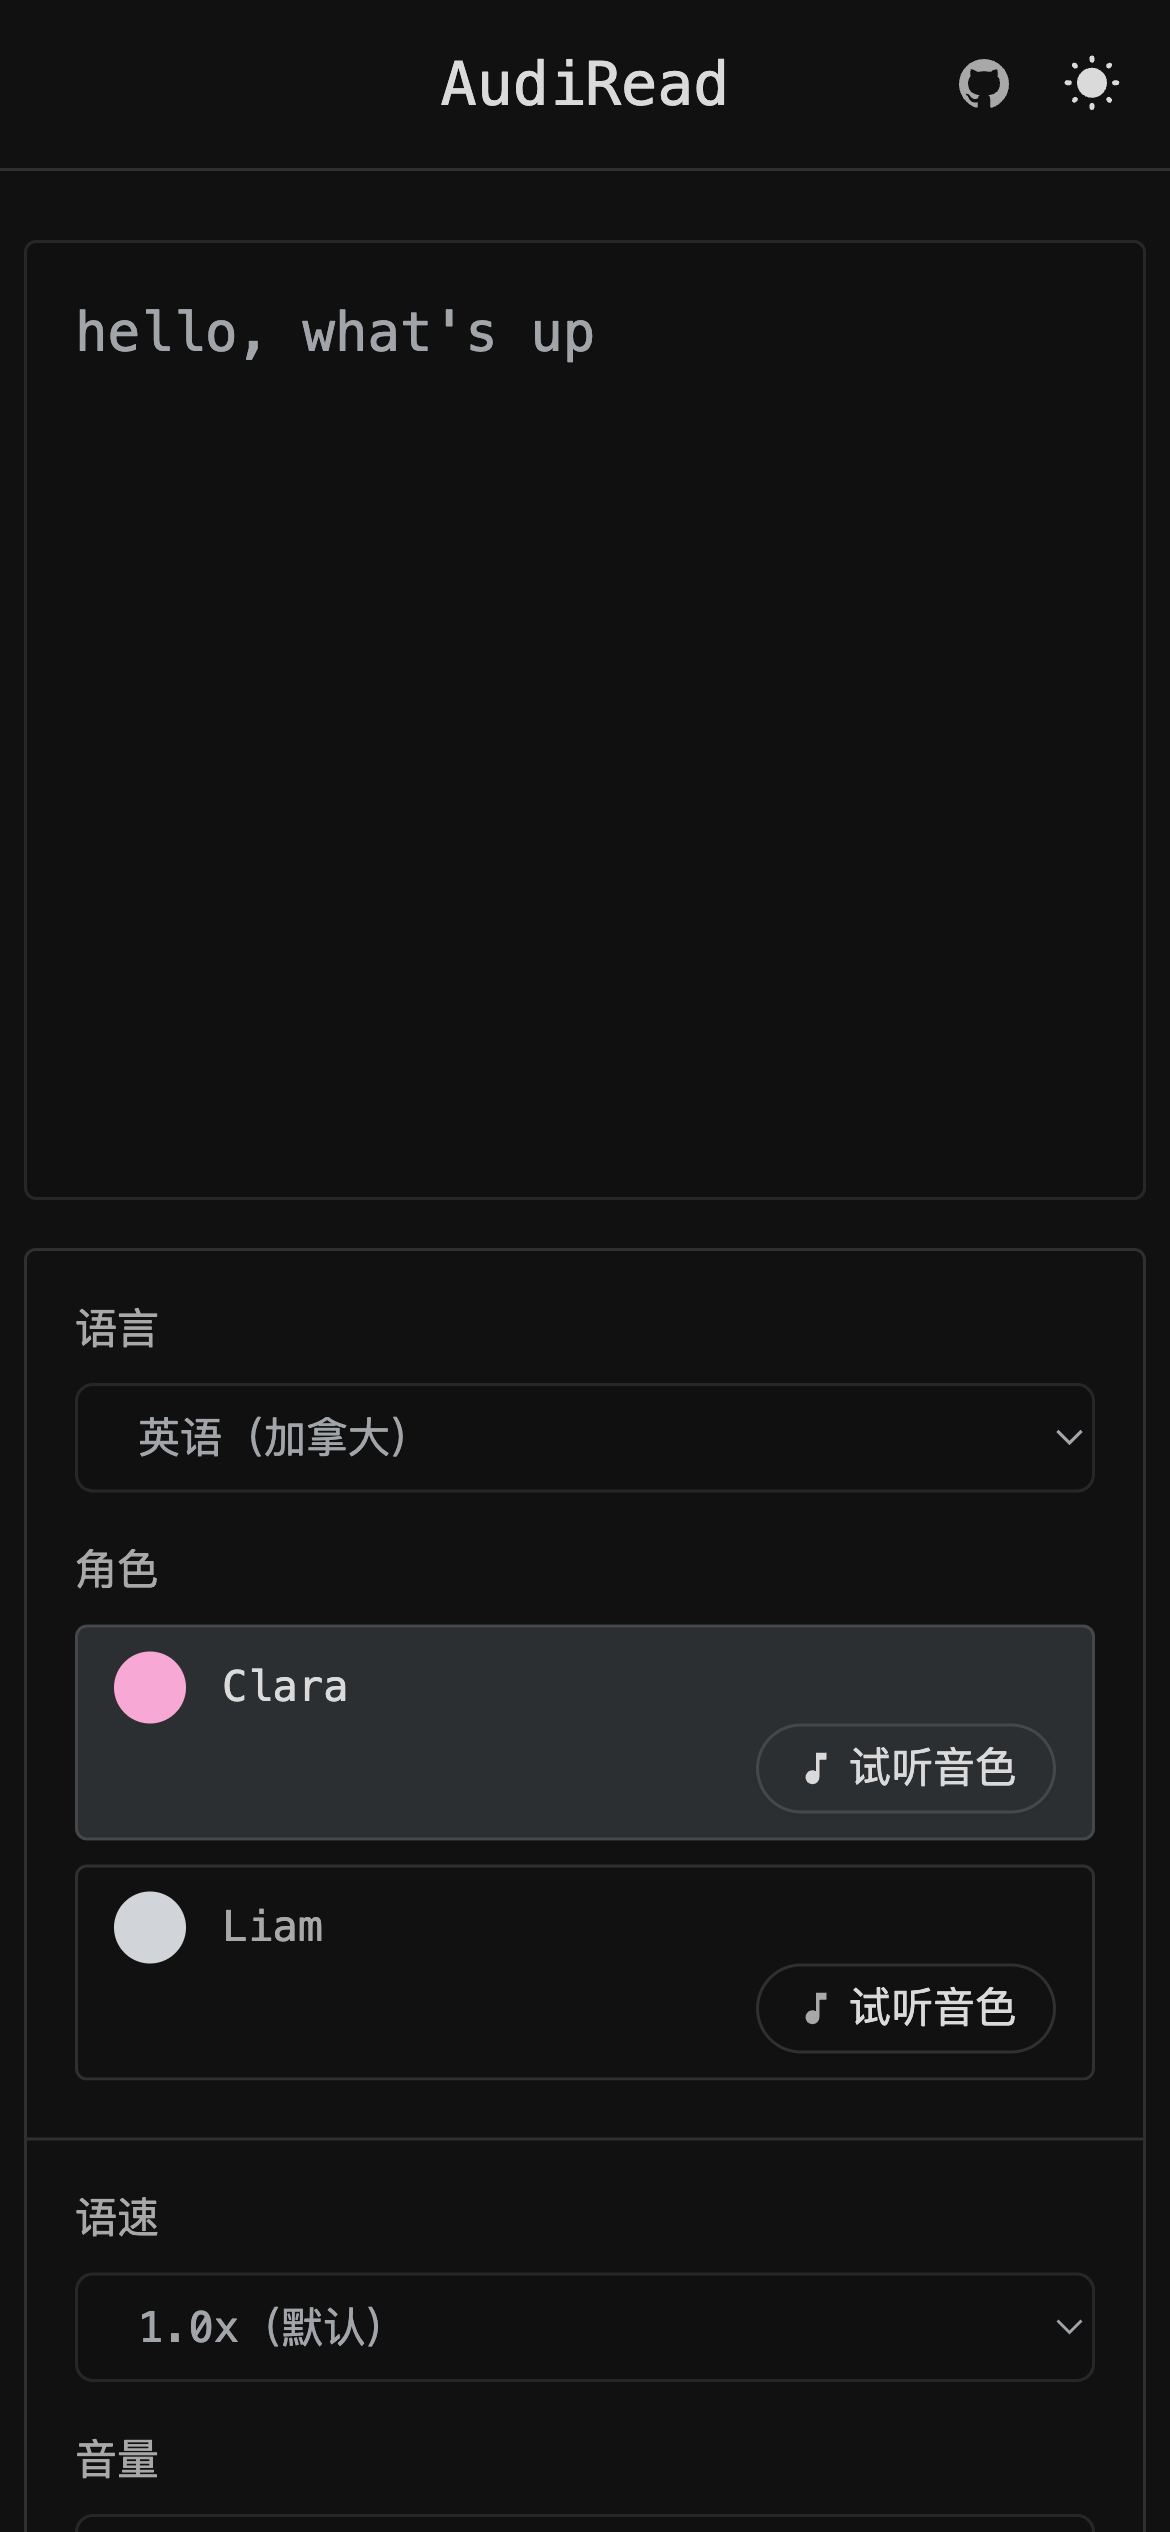 AudiRead
hello, what's up
语言
英语（加拿大）
角色
Clara
试听音色
Liam
试听音色
语速
1.0x（默认）
音量